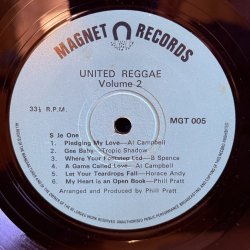 MAGNET RECORDS
UNITED REGGAE
Volume 2
33⅓ R.P.M.
MGT 005
S de One
1 Pledging My Love—Al Campbell
2 Gee Baby—Tropic Shadow
3 Where Your Footstep Led—B Spence
4 A Game Called Love—Al Campbell
5 Let Your Teardrops Fall—Horace Andy
6 My Heart is an Open Book—Phill Pratt
Arranged and Produced by Phill Pratt